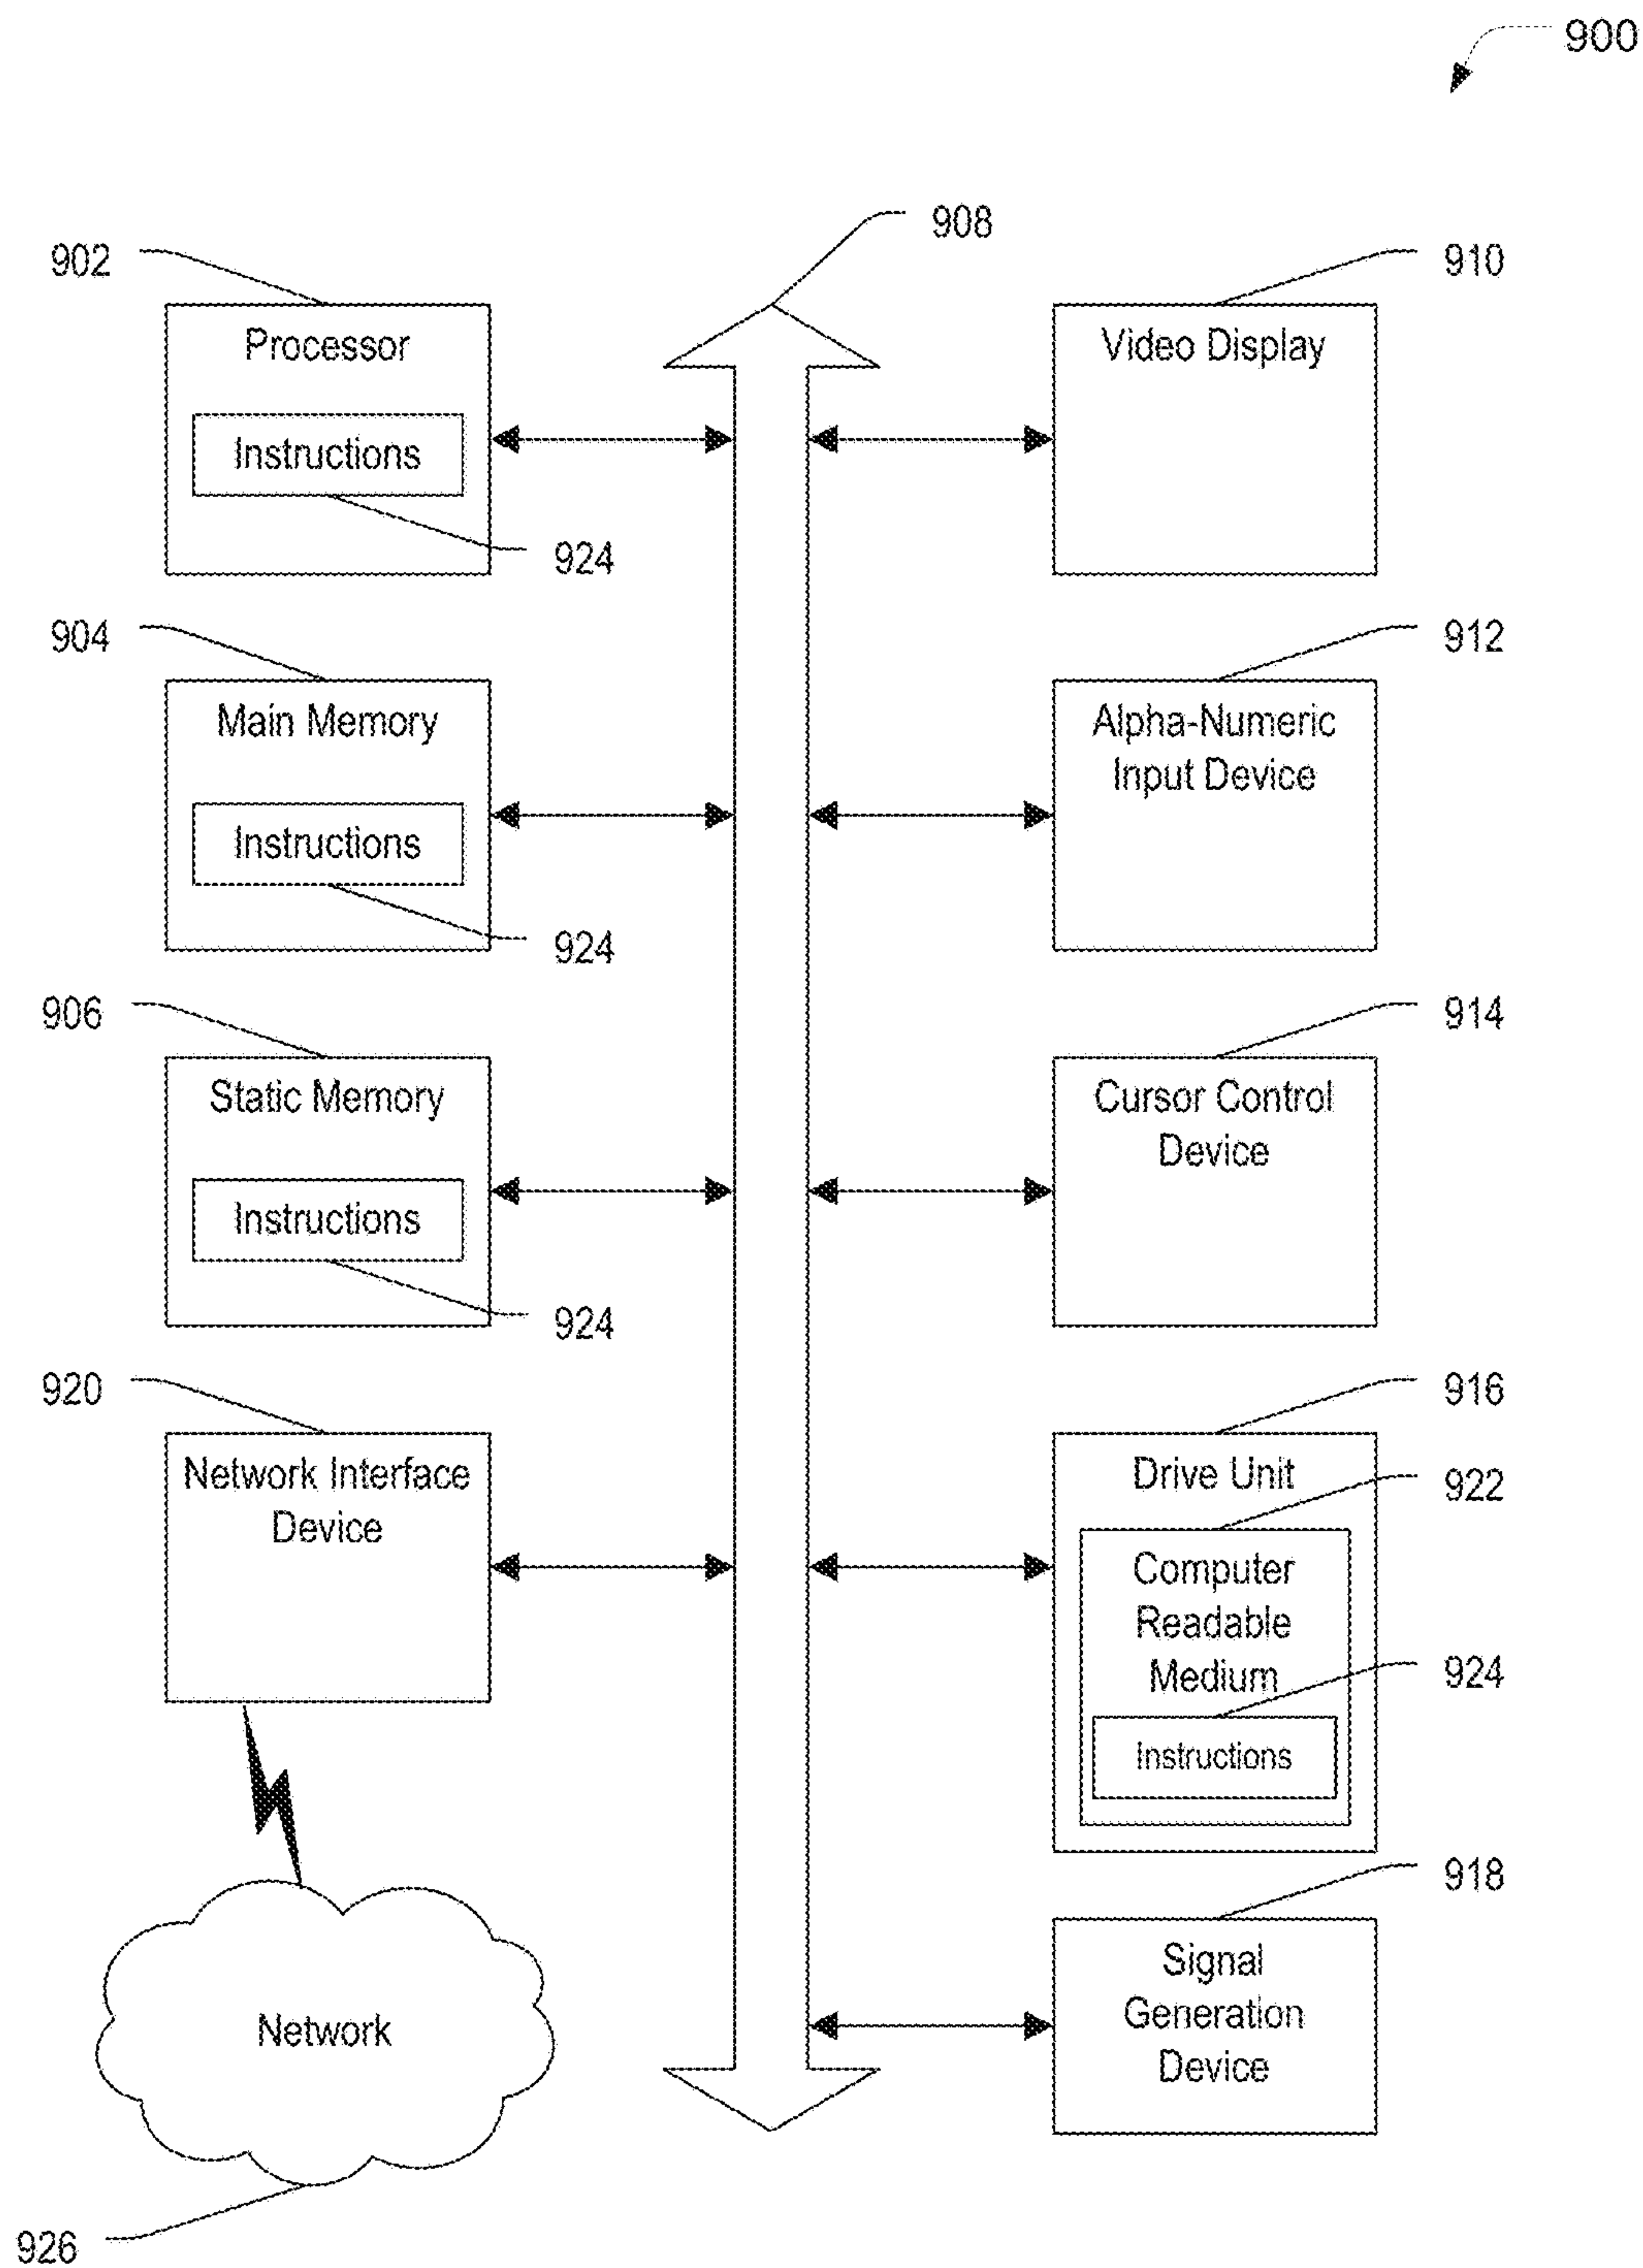 900
908
902
910
Processor
Video Display
Instructions
924
904
912
Main Memory
Alpha-Numeric
Input Device
Instructions
924
906
914
Static Memory
Cursor Control
Device
Instructions
924
920
916
Network Interface
Device
Drive Unit
922
Computer
Readable
Medium
924
Instructions
918
Signal
Generation
Device
Network
926